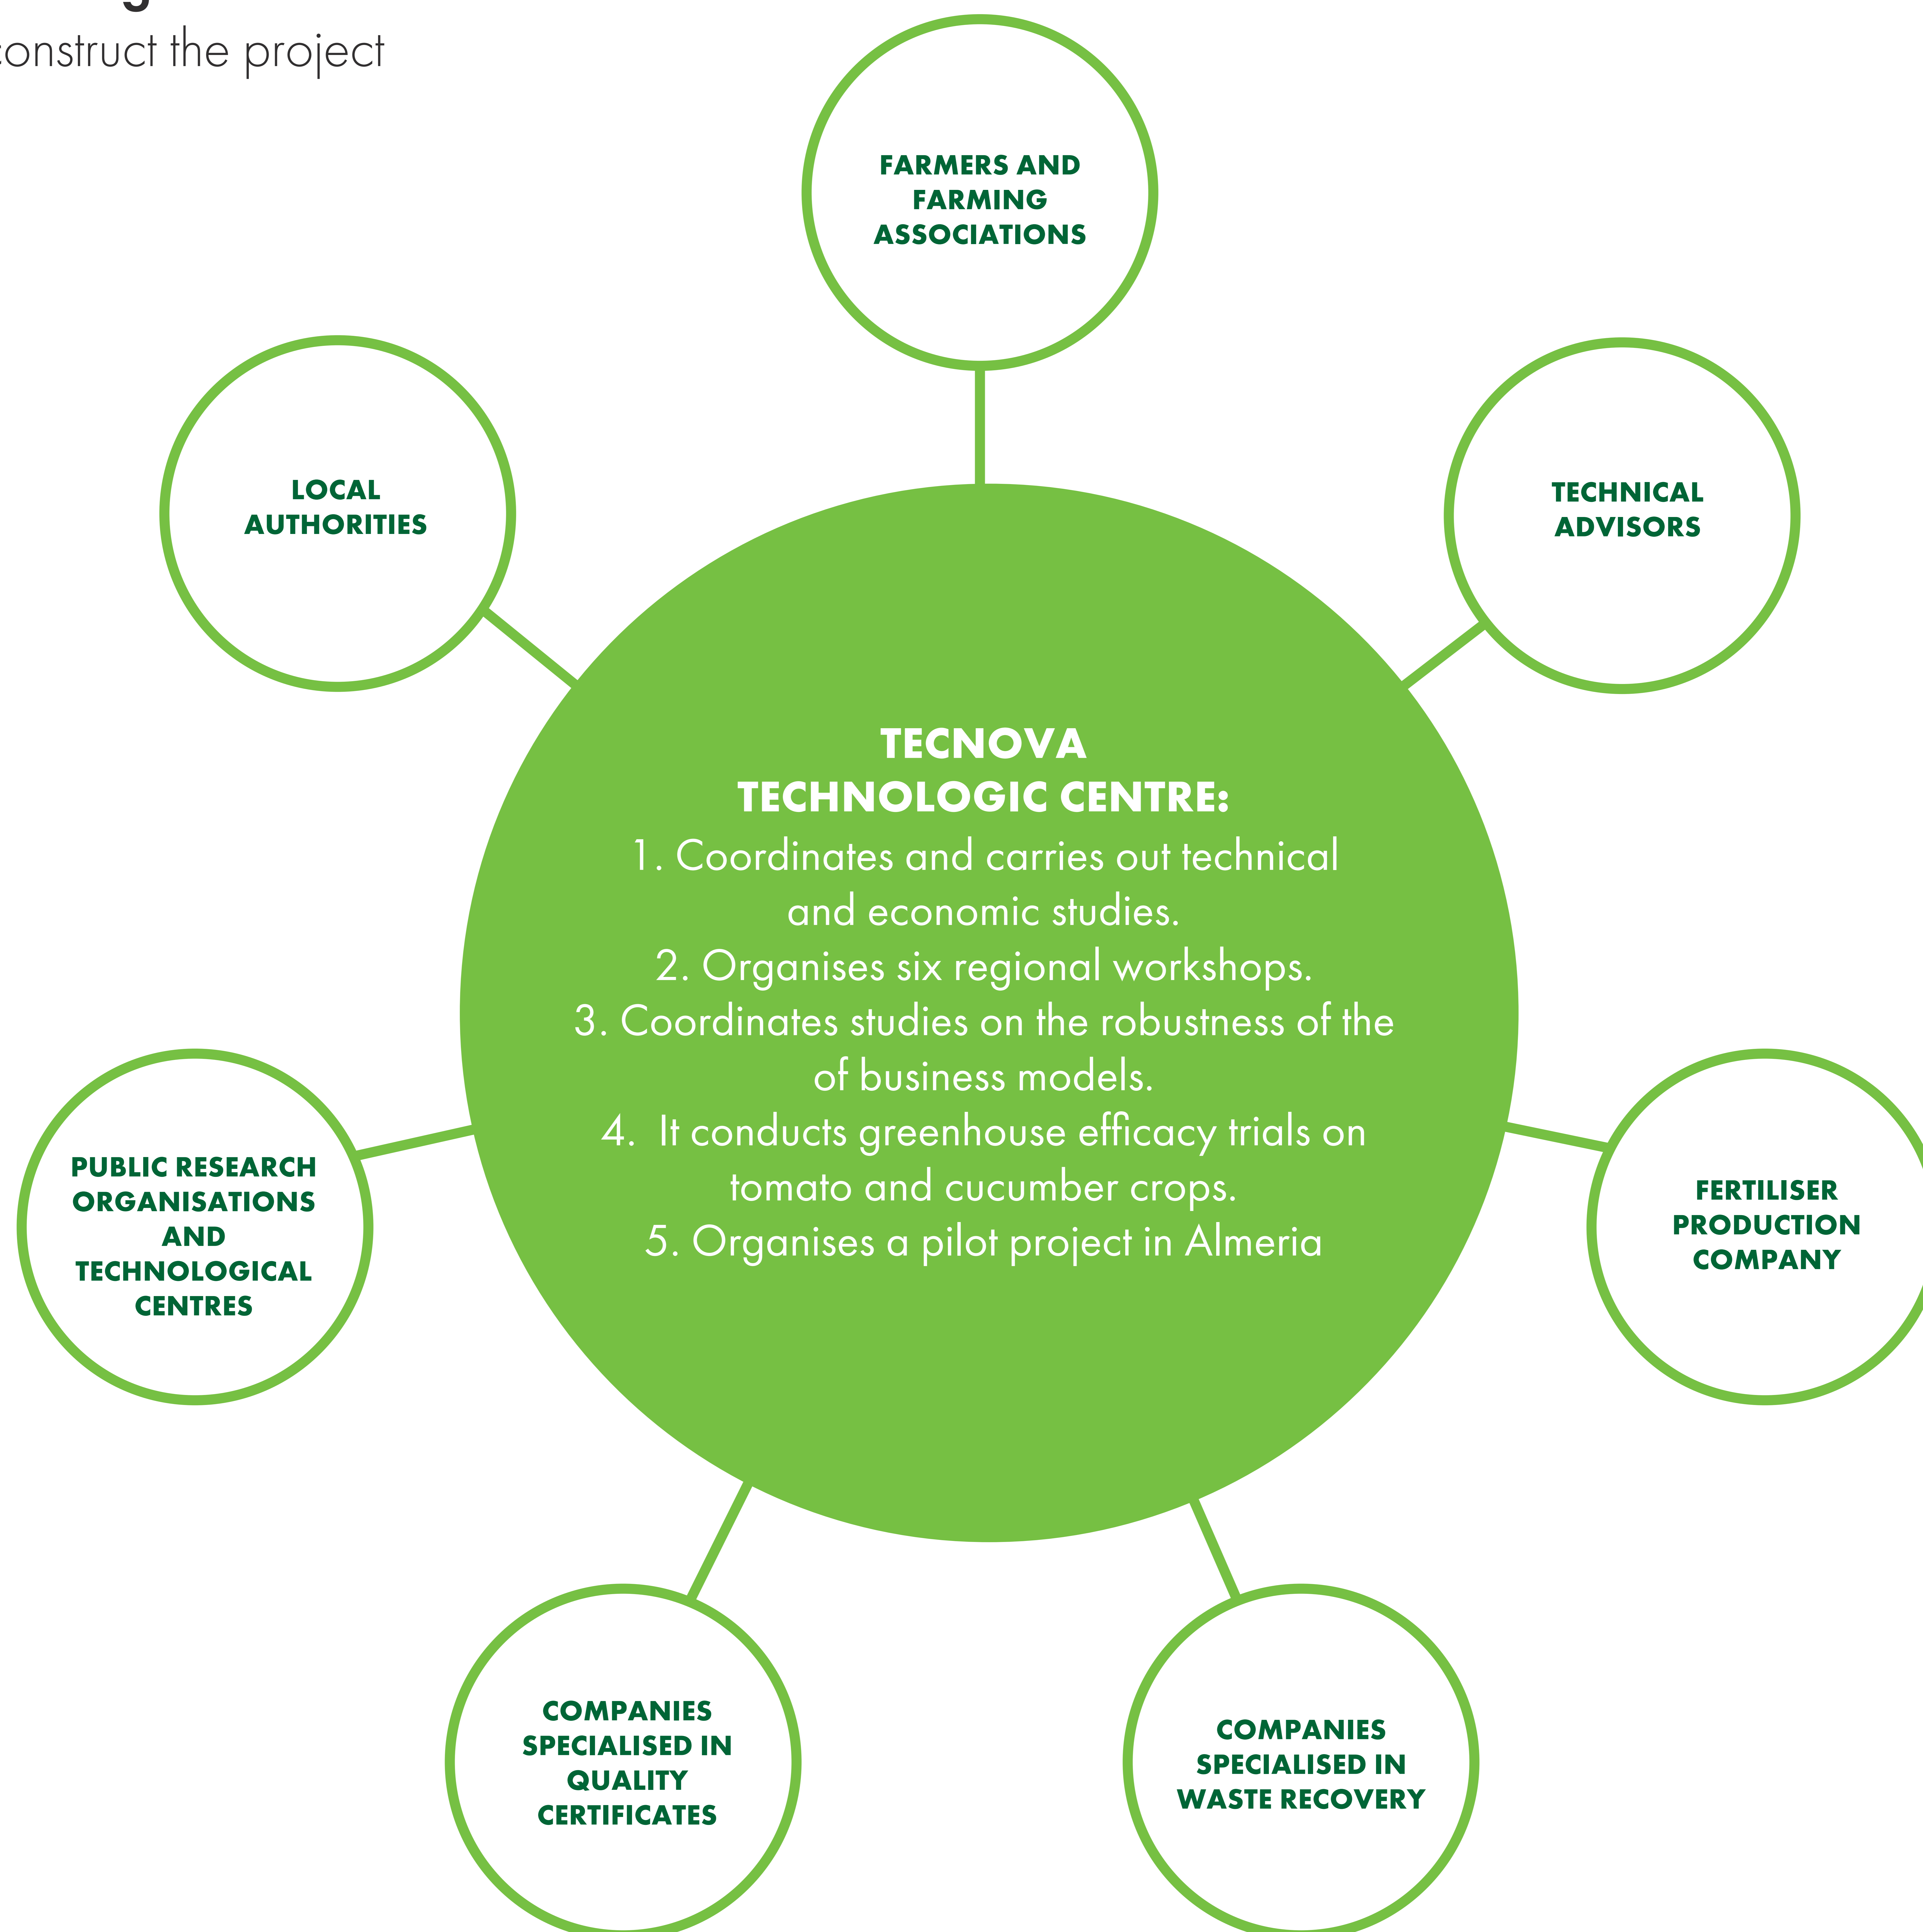 construct the project
FARMERS AND
FARMING
ASSOCIATIONS
LOCAL
AUTHORITIES
TECHNICAL
ADVISORS
TECNOVA
TECHNOLOGIC CENTRE:
1. Coordinates and carries out technical
and economic studies.
2. Organises six regional workshops.
3. Coordinates studies on the robustness of the
of business models.
4. It conducts greenhouse efficacy trials on
tomato and cucumber crops.
5. Organises a pilot project in Almeria
PUBLIC RESEARCH
ORGANISATIONS
AND
TECHNOLOGICAL
CENTRES
FERTILISER
PRODUCTION
COMPANY
COMPANIES
SPECIALISED IN
QUALITY
CERTIFICATES
COMPANIES
SPECIALISED IN
WASTE RECOVERY